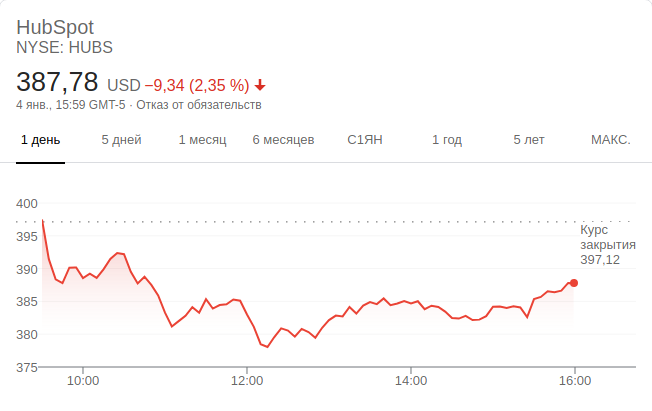 HubSpot
NYSE: HUBS
387,78 USD −9,34 (2,35 %)
4 янв., 15:59 GMT-5 · Отказ от обязательств
1 день 5 дней 1 месяц 6 месяцев С1ЯН 1 год 5 лет МАКС.
400
395
390
385
380
375
Курс
закрытия
397,12
10:00 12:00 14:00 16:00